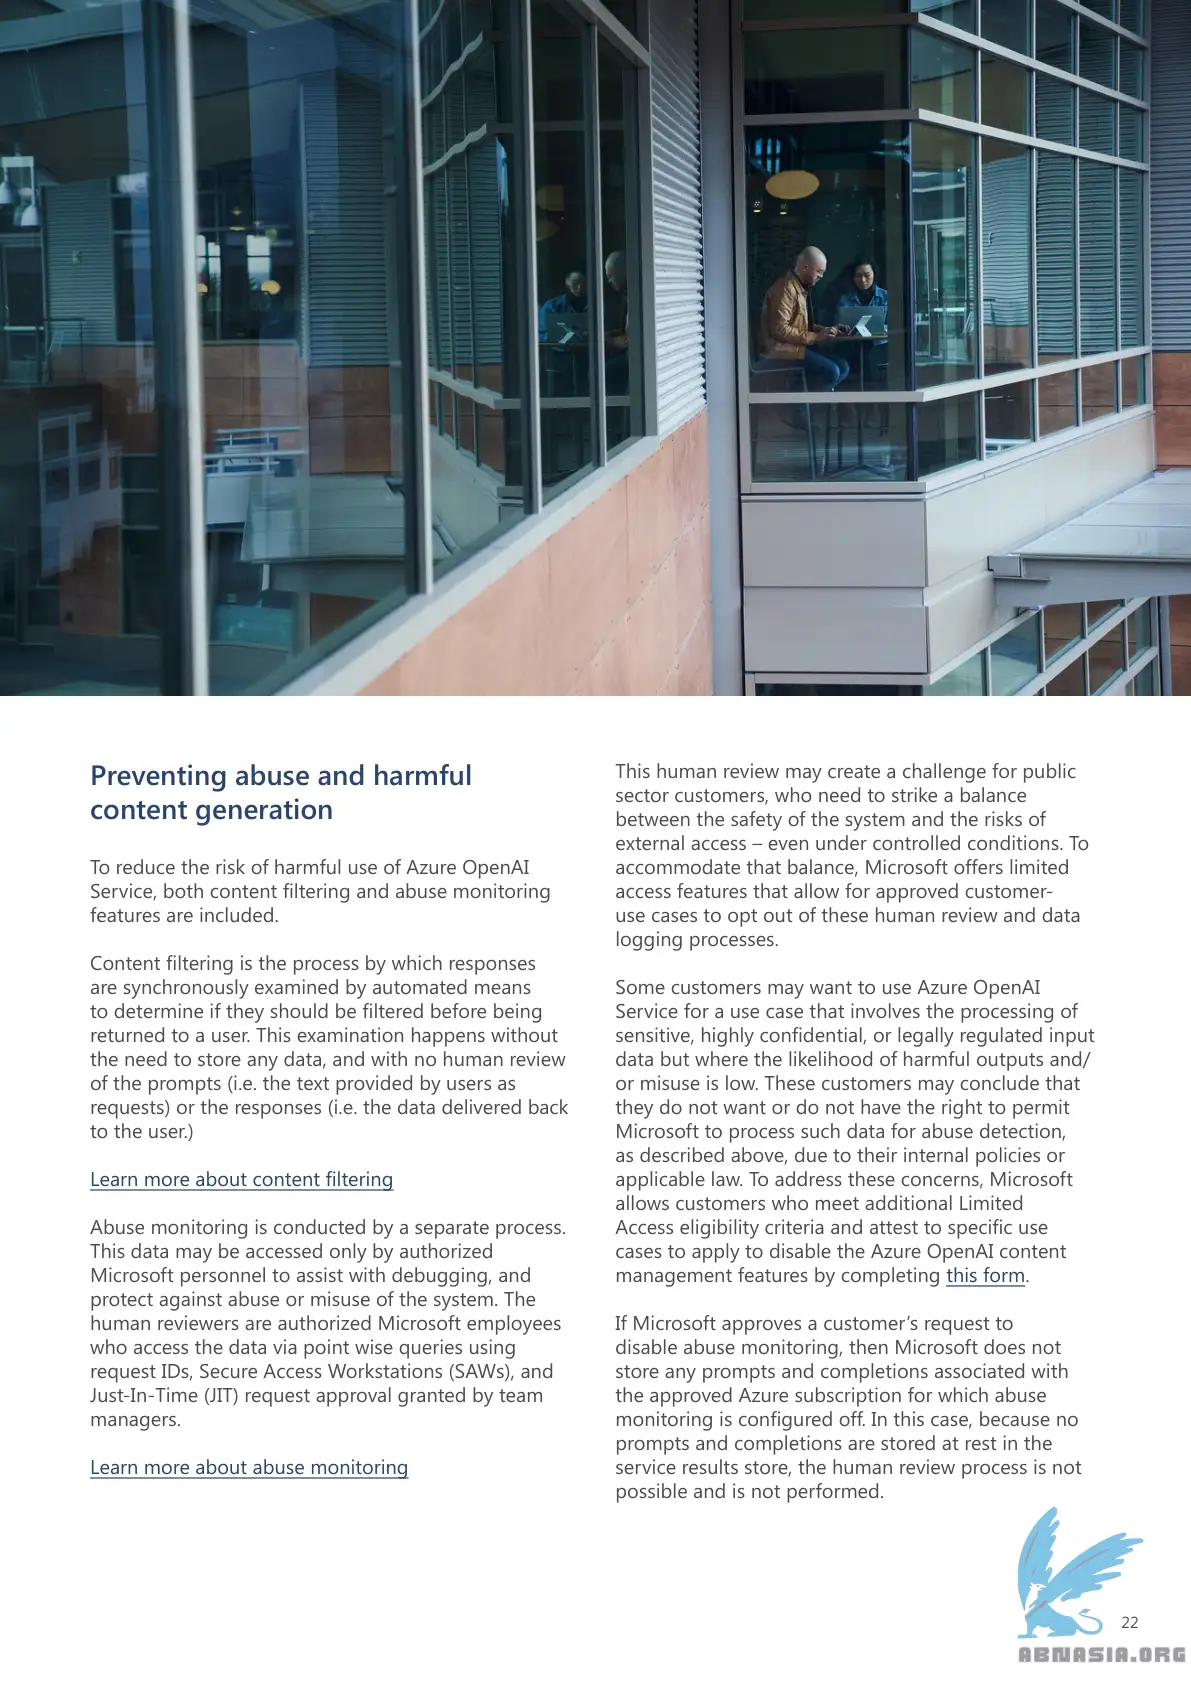 Preventing abuse and harmful
content generation
To reduce the risk of harmful use of Azure OpenAI
Service, both content filtering and abuse monitoring
features are included.
Content filtering is the process by which responses
are synchronously examined by automated means
to determine if they should be filtered before being
returned to a user. This examination happens without
the need to store any data, and with no human review
of the prompts (i.e. the text provided by users as
requests) or the responses (i.e. the data delivered back
to the user.)
Learn more about content filtering
Abuse monitoring is conducted by a separate process.
This data may be accessed only by authorized
Microsoft personnel to assist with debugging, and
protect against abuse or misuse of the system. The
human reviewers are authorized Microsoft employees
who access the data via point wise queries using
request IDs, Secure Access Workstations (SAWs), and
Just-In-Time (JIT) request approval granted by team
managers.
Learn more about abuse monitoring
This human review may create a challenge for public
sector customers, who need to strike a balance
between the safety of the system and the risks of
external access – even under controlled conditions. To
accommodate that balance, Microsoft offers limited
access features that allow for approved customer-
use cases to opt out of these human review and data
logging processes.
Some customers may want to use Azure OpenAI
Service for a use case that involves the processing of
sensitive, highly confidential, or legally regulated input
data but where the likelihood of harmful outputs and/
or misuse is low. These customers may conclude that
they do not want or do not have the right to permit
Microsoft to process such data for abuse detection,
as described above, due to their internal policies or
applicable law. To address these concerns, Microsoft
allows customers who meet additional Limited
Access eligibility criteria and attest to specific use
cases to apply to disable the Azure OpenAI content
management features by completing this form.
If Microsoft approves a customer’s request to
disable abuse monitoring, then Microsoft does not
store any prompts and completions associated with
the approved Azure subscription for which abuse
monitoring is configured off. In this case, because no
prompts and completions are stored at rest in the
service results store, the human review process is not
possible and is not performed.
22
ABNASIA.ORG